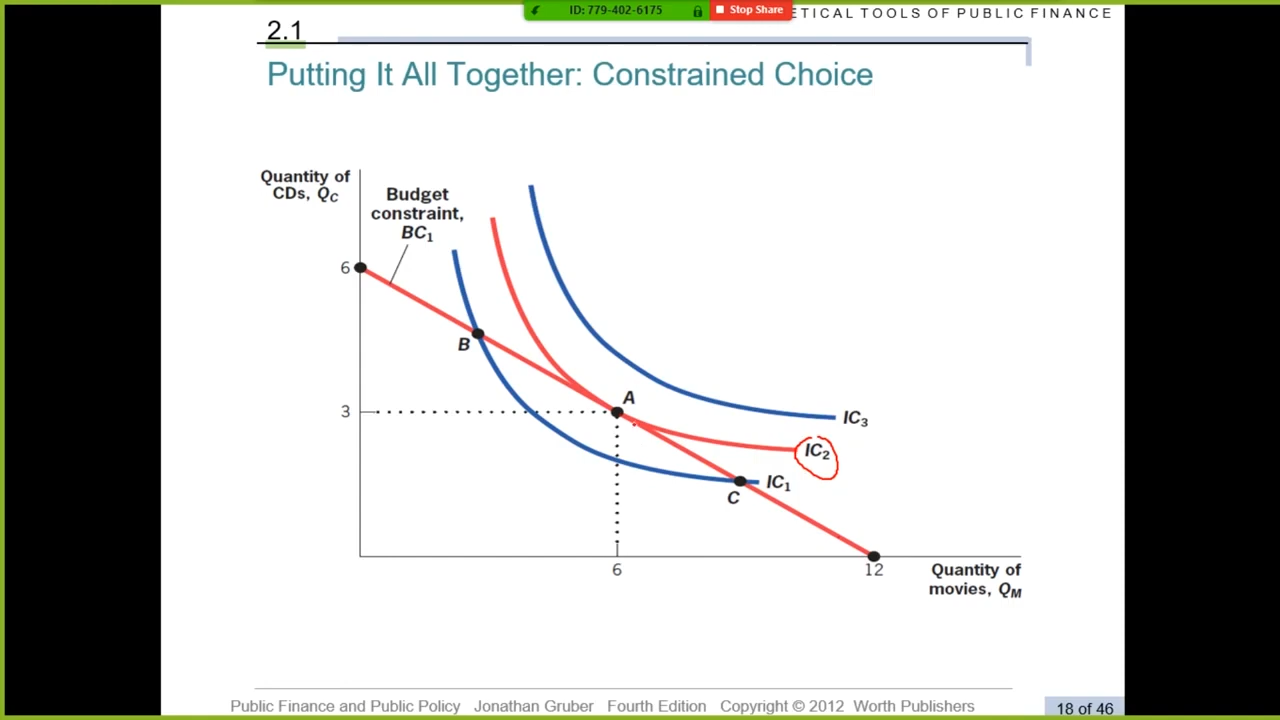 ID: 779-402-6175
Stop Share
ETICAL TOOLS OF PUBLIC FINANCE
2.1
Putting It All Together: Constrained Choice
Quantity of
CDs, QC
Budget
constraint,
BC1
6
B
3
A
IC3
IC2
IC1
C
6
12
Quantity of
movies, QM
Public Finance and Public Policy Jonathan Gruber Fourth Edition Copyright © 2012 Worth Publishers
18 of 46